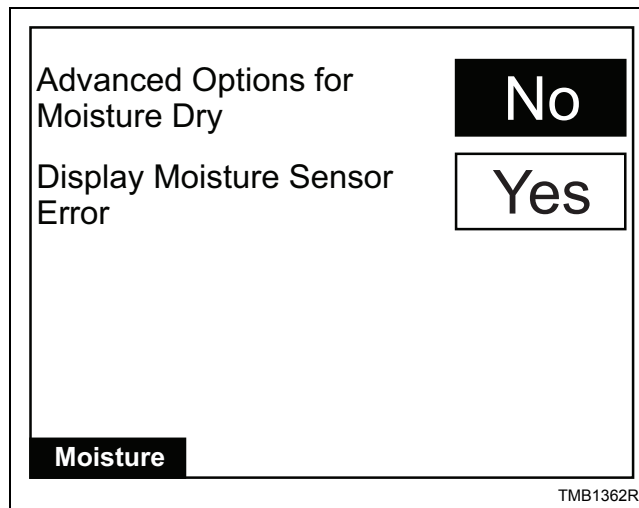 Advanced Options for
Moisture Dry
No
Display Moisture Sensor
Error
Yes
Moisture
TMB1362R